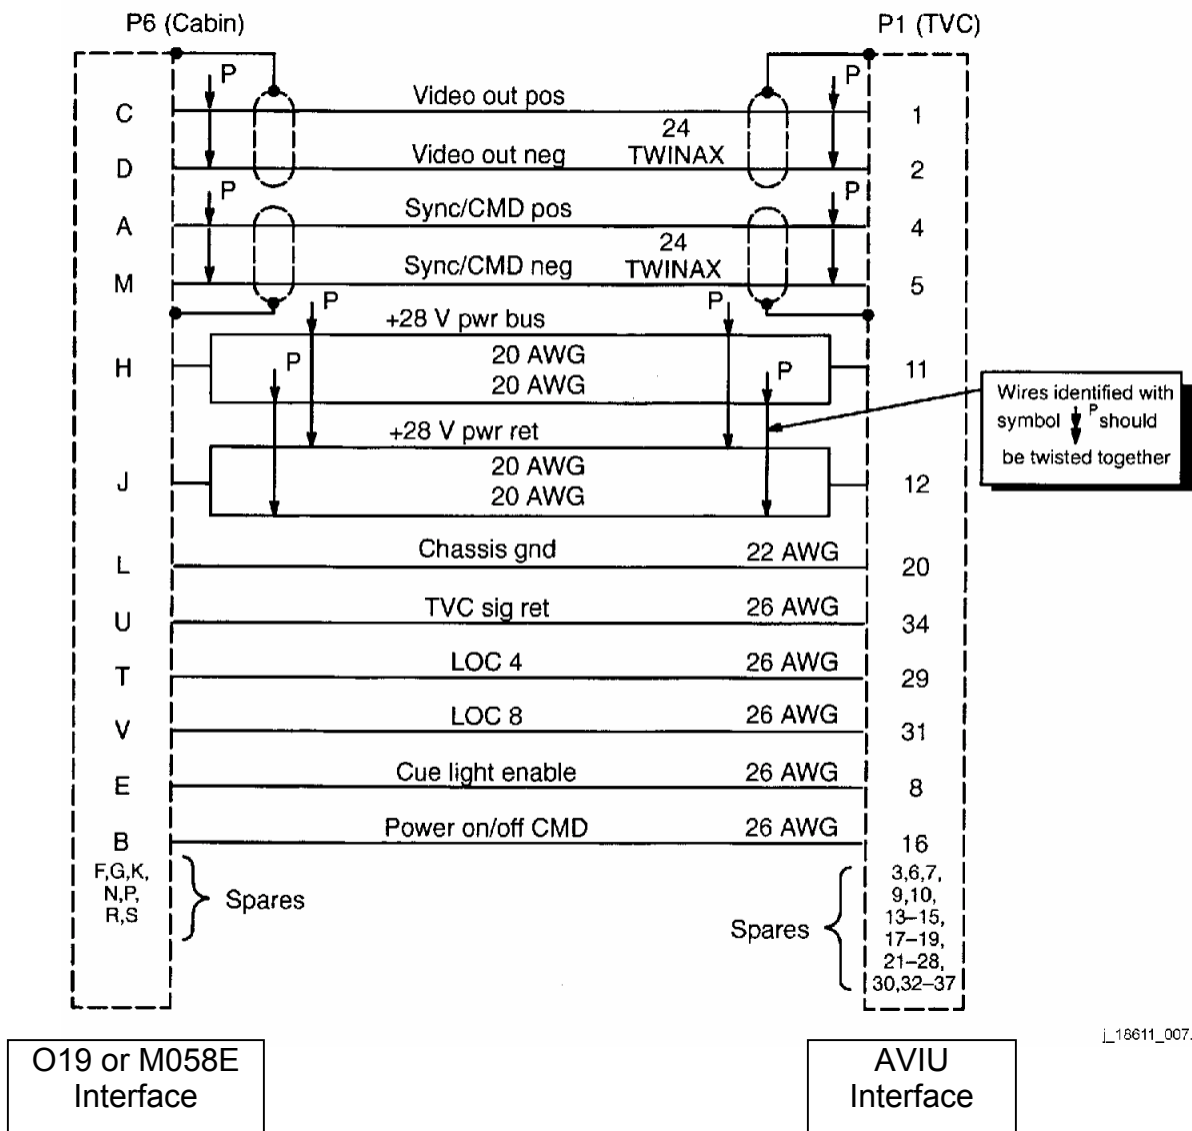 P6 (Cabin)
P1 (TVC)
P
P
C
Video out pos
1
24
TWINAX
D
Video out neg
2
P
P
A
Sync/CMD pos
4
24
TWINAX
M
Sync/CMD neg
5
P
P
+28 V pwr bus
H
20 AWG
20 AWG
P
P
11
Wires identified with
symbol P should
be twisted together
+28 V pwr ret
J
20 AWG
20 AWG
12
L
Chassis gnd
22 AWG
20
U
TVC sig ret
26 AWG
34
T
LOC 4
26 AWG
29
V
LOC 8
26 AWG
31
E
Cue light enable
26 AWG
8
B
Power on/off CMD
26 AWG
16
F,G,K,
N,P,
R,S
Spares
Spares
3,6,7,
9,10,
13–15,
17–19,
21–28,
30,32–37
j_18611_007.
O19 or M058E
Interface
AVIU
Interface